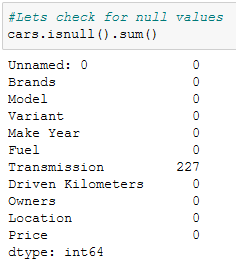 #Lets check for null values
cars.isnull().sum()
Unnamed: 0 0
Brands 0
Model 0
Variant 0
Make Year 0
Fuel 0
Transmission 227
Driven Kilometers 0
Owners 0
Location 0
Price 0
dtype: int64